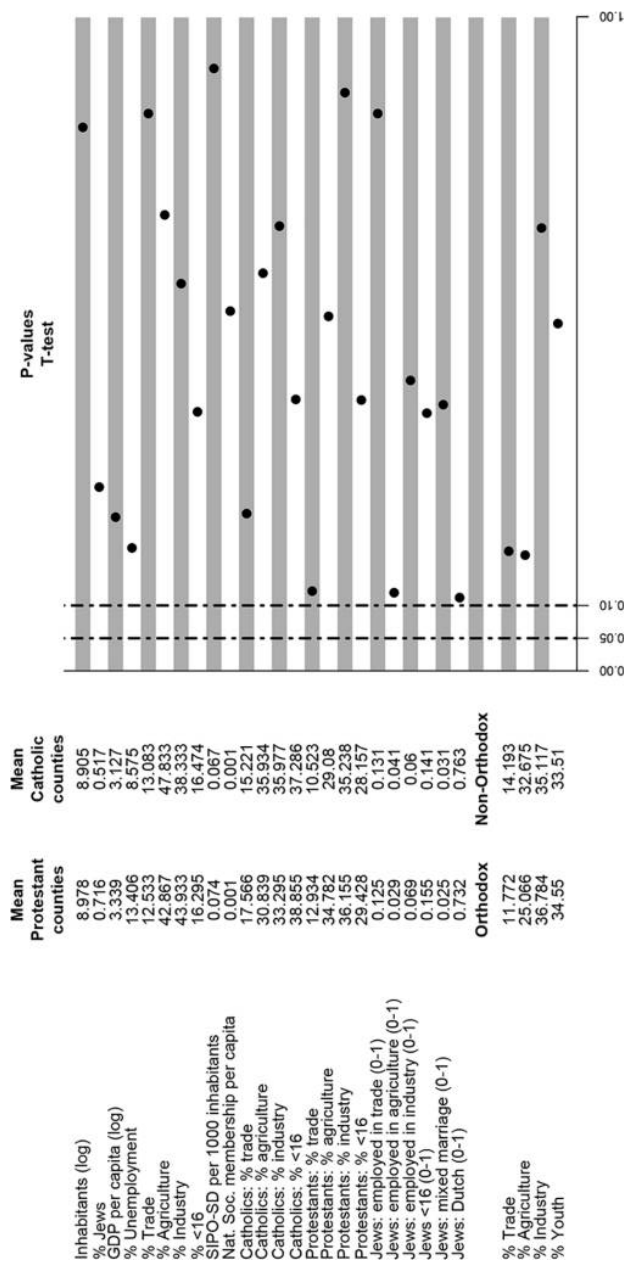 Mean Protestant counties Mean Catholic counties P-values T-test
Inhabitants (log) 8.978 8.905
% Jews 0.716 0.517
GDP per capita (log) 3.339 3.127
% Unemployment 13.406 8.575
% Trade 12.533 13.083
% Agriculture 42.867 47.833
% Industry 43.933 38.333
% <16 16.295 16.474
SIPO-SD per 1000 inhabitants 0.074 0.067
Nat. Soc. membership per capita 0.001 0.001
Catholics: % trade 17.566 15.221
Catholics: % agriculture 30.839 35.934
Catholics: % industry 33.295 35.977
Catholics: % <16 38.855 37.286
Protestants: % trade 12.934 10.523
Protestants: % agriculture 34.782 29.08
Protestants: % industry 36.155 35.238
Protestants: % <16 29.428 28.157
Jews: employed in trade (0-1) 0.125 0.131
Jews: employed in agriculture (0-1) 0.029 0.041
Jews: employed in industry (0-1) 0.069 0.06
Jews <16 (0-1) 0.155 0.141
Jews: mixed marriage (0-1) 0.025 0.031
Jews: Dutch (0-1) 0.732 0.763
Orthodox Non-Orthodox
% Trade 11.772 14.193
% Agriculture 25.066 32.675
% Industry 36.784 35.117
% Youth 34.55 33.51
0.00 0.05 0.10 1.00